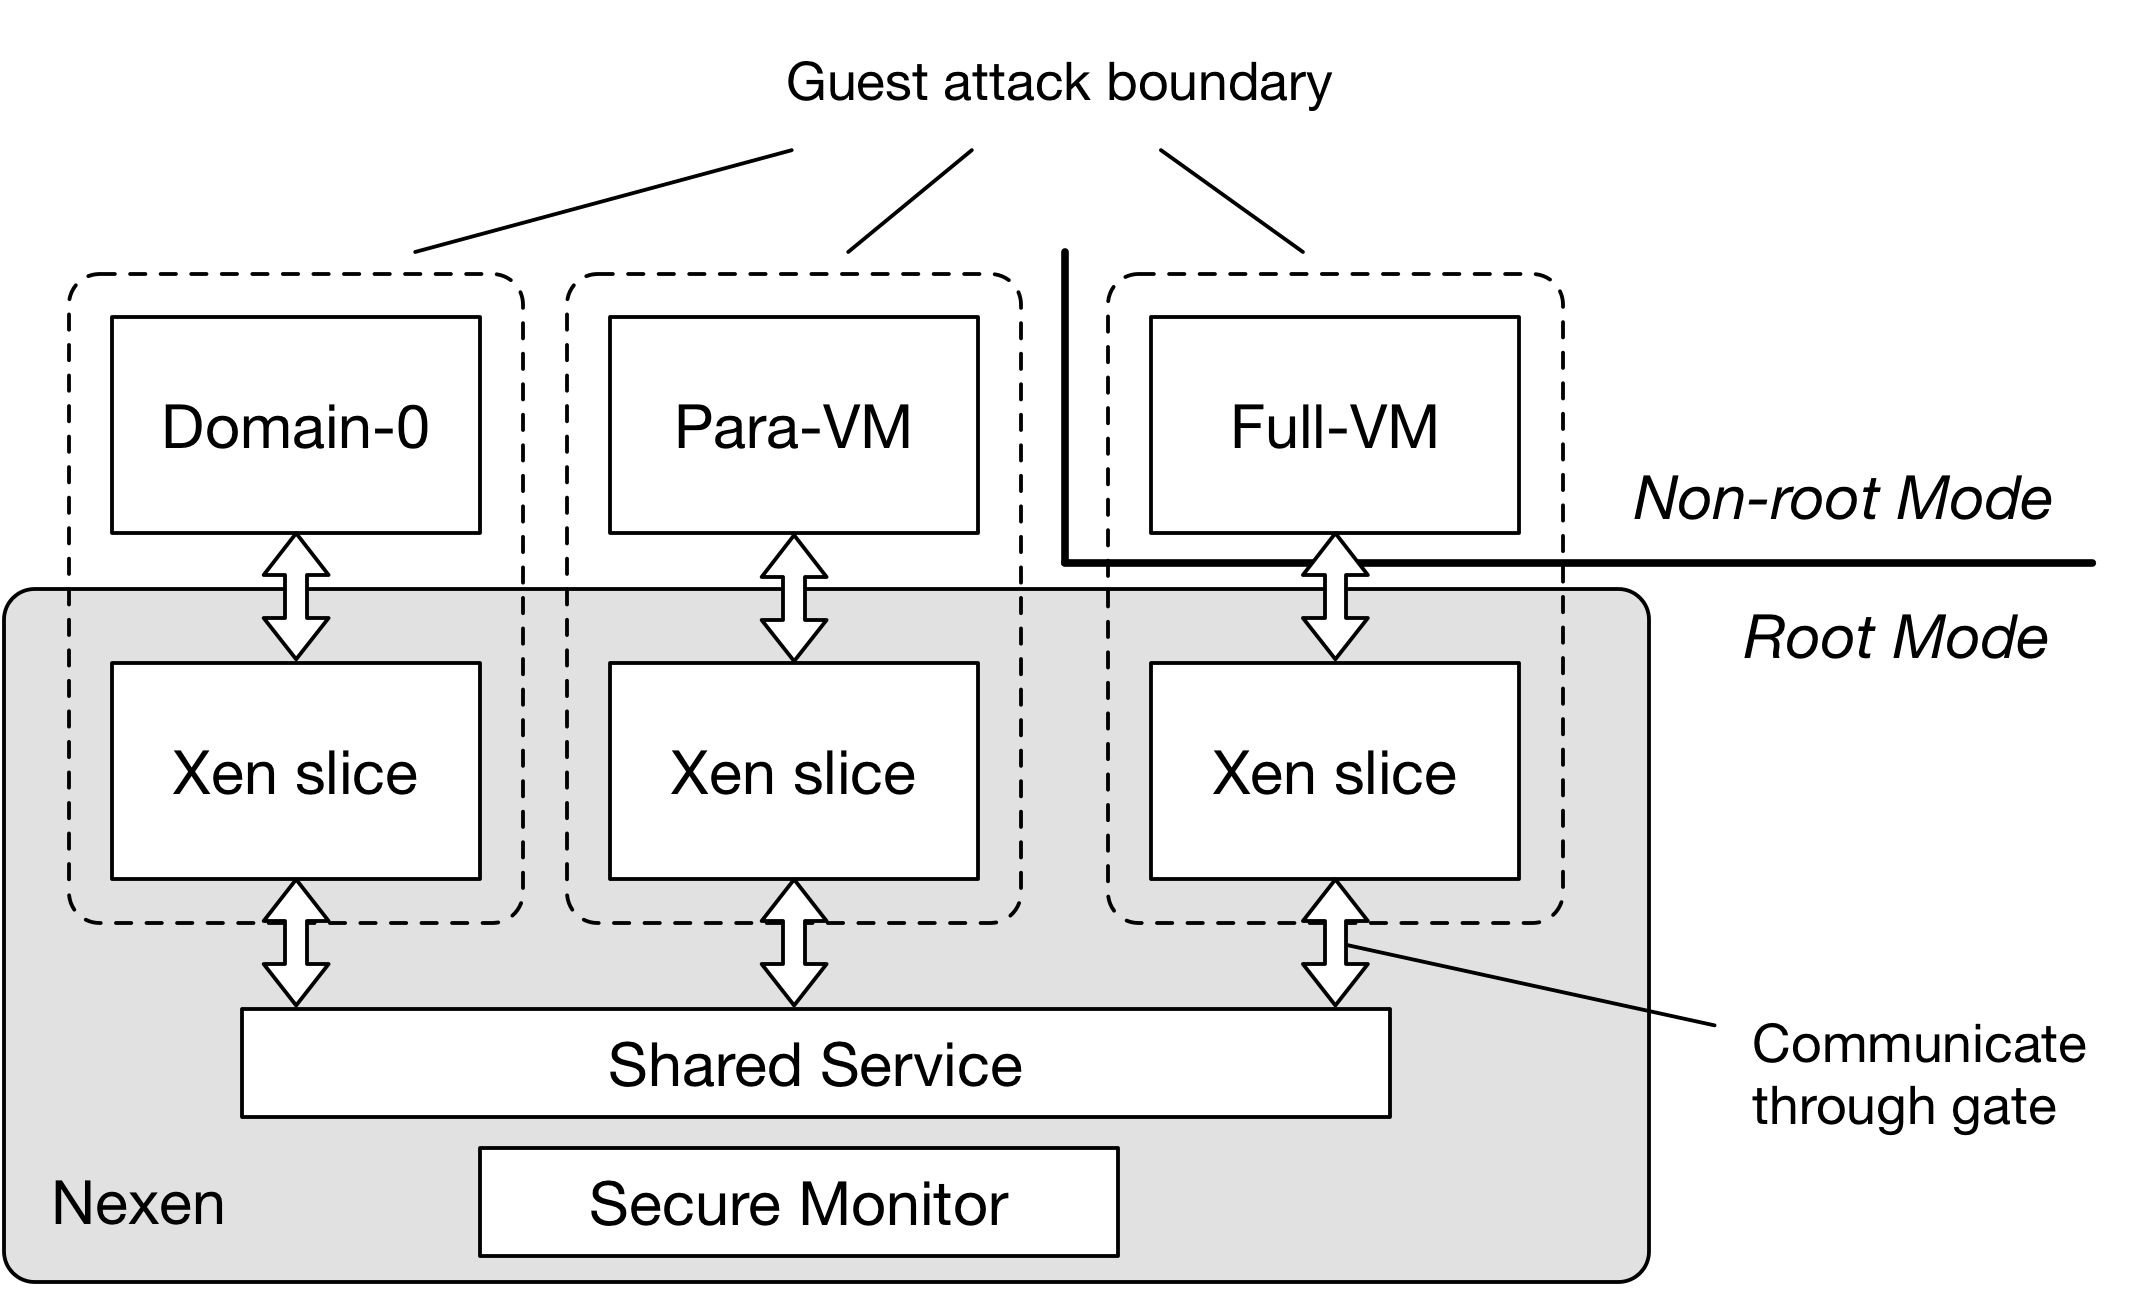 Guest attack boundary
Domain-0
Para-VM
Full-VM
Non-root Mode
Root Mode
Xen slice
Xen slice
Xen slice
Shared Service
Communicate
through gate
Secure Monitor
Nexen